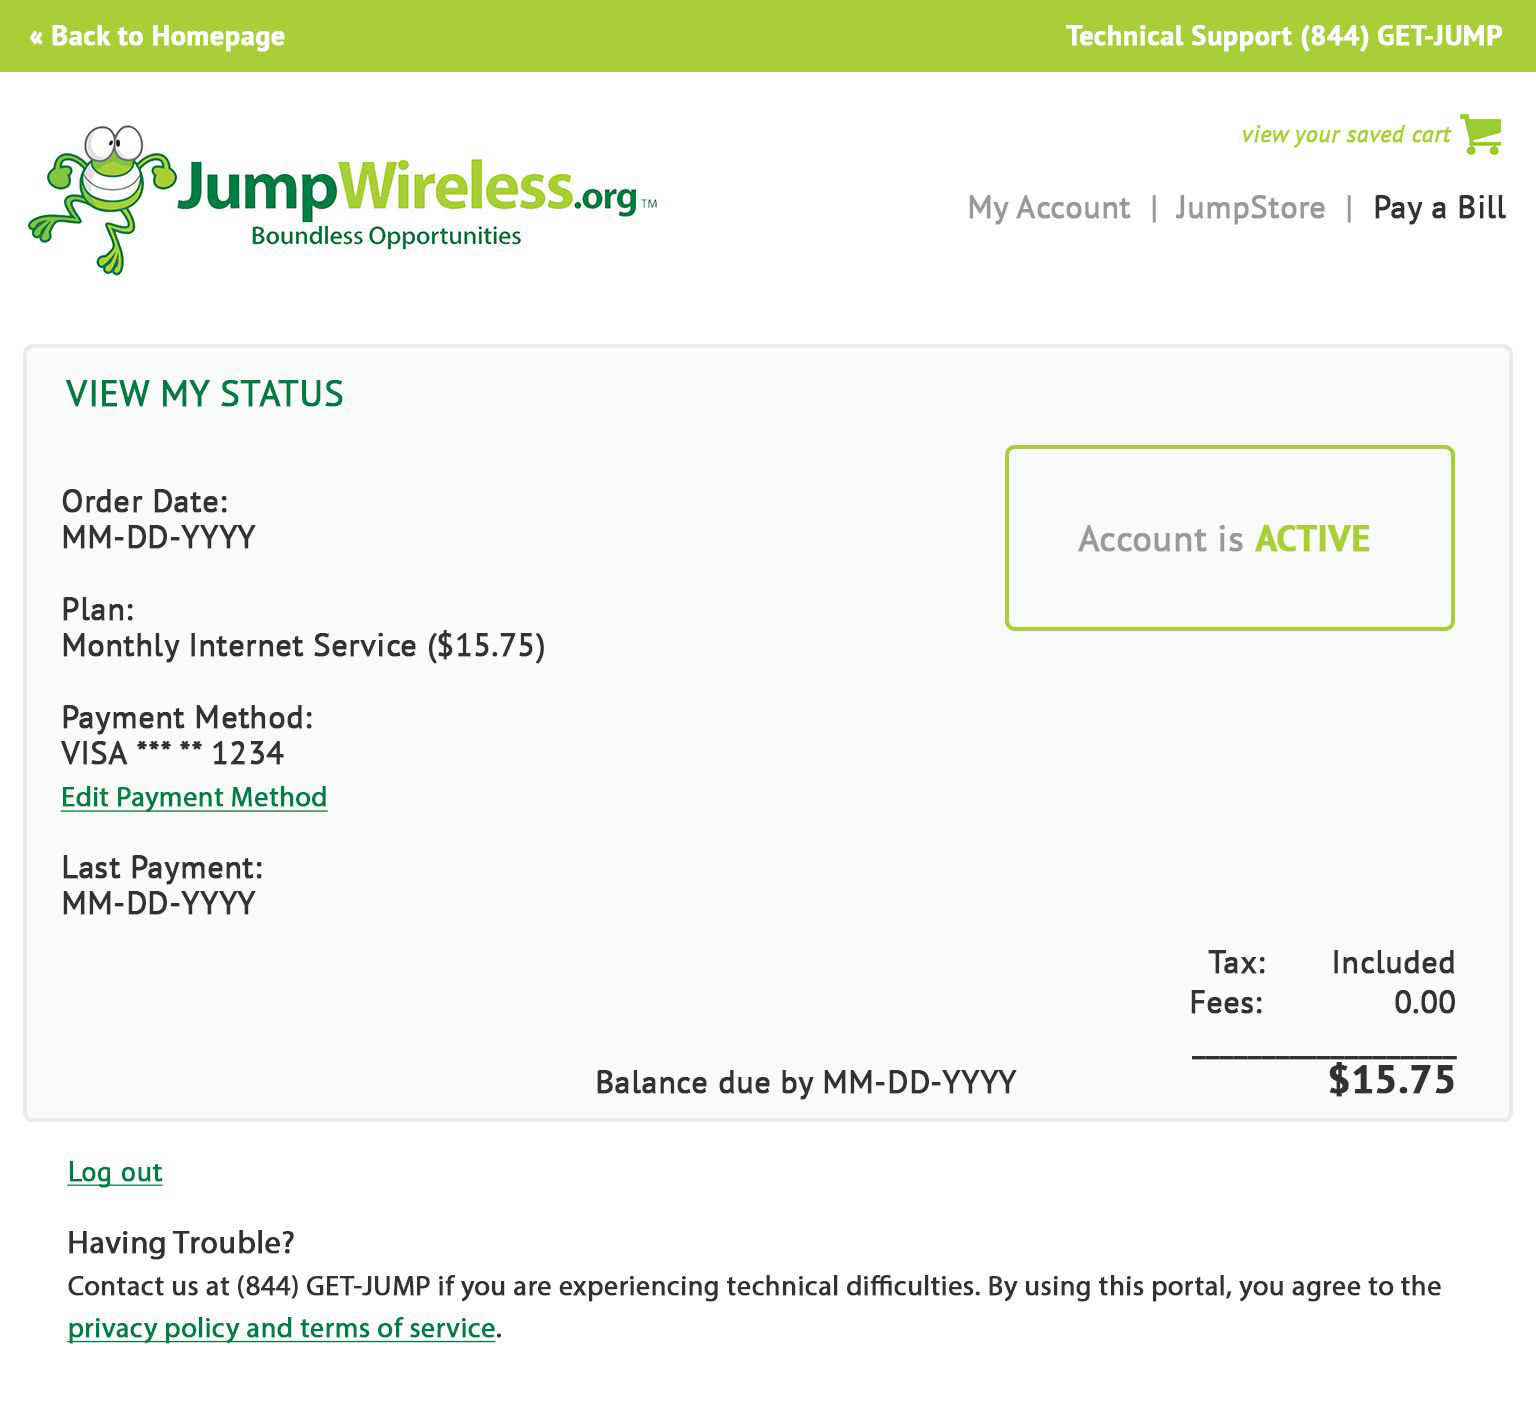 « Back to Homepage
Technical Support (844) GET-JUMP
view your saved cart
JumpWireless.org™
Boundless Opportunities
My Account | JumpStore | Pay a Bill
VIEW MY STATUS
Order Date:
MM-DD-YYYY
Account is ACTIVE
Plan:
Monthly Internet Service ($15.75)
Payment Method:
VISA *** ** 1234
Edit Payment Method
Last Payment:
MM-DD-YYYY
Tax: Included
Fees: 0.00
Balance due by MM-DD-YYYY $15.75
Log out
Having Trouble?
Contact us at (844) GET-JUMP if you are experiencing technical difficulties. By using this portal, you agree to the
privacy policy and terms of service.